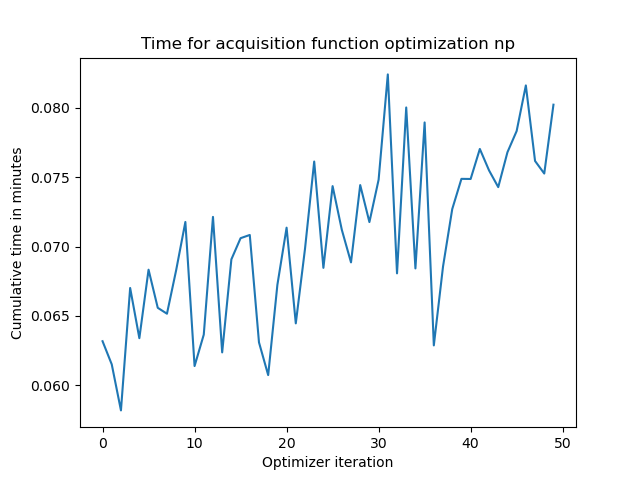 Time for acquisition function optimization np
0.080
0.075
0.070
0.065
0.060
Cumulative time in minutes
0 10 20 30 40 50
Optimizer iteration